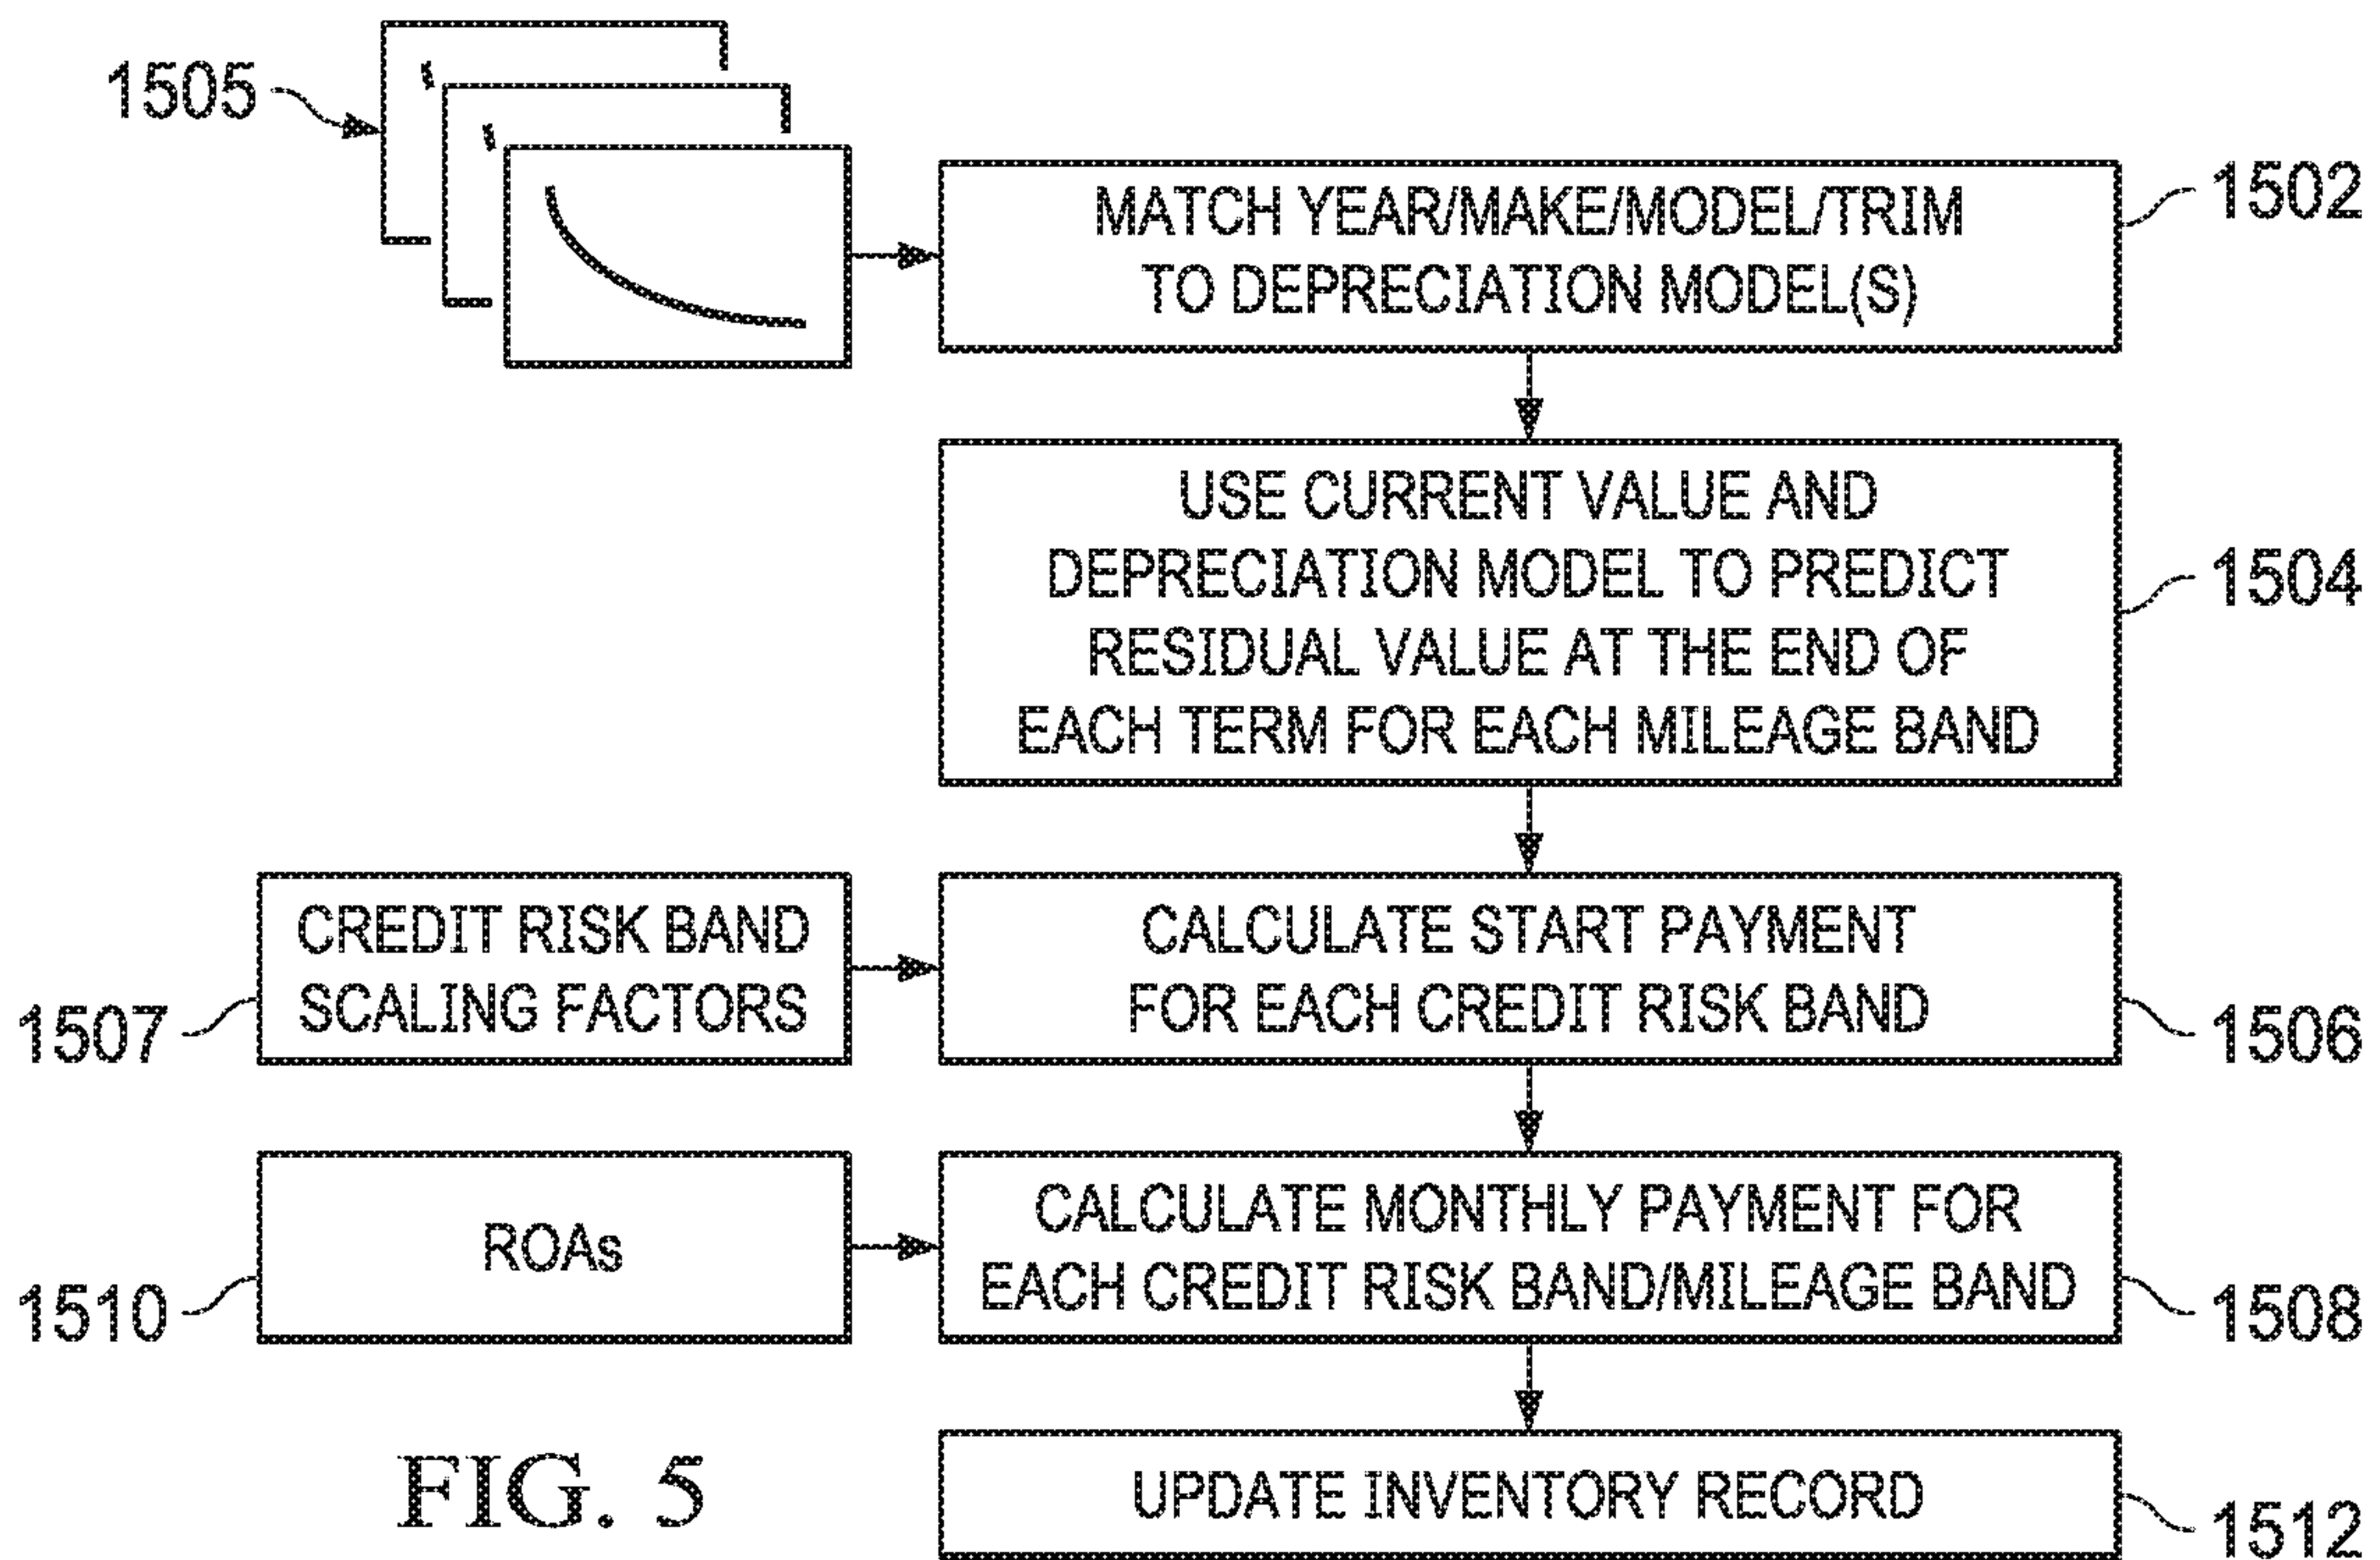 1505
MATCH YEAR/MAKE/MODEL/TRIM
TO DEPRECIATION MODEL(S)
1502
USE CURRENT VALUE AND
DEPRECIATION MODEL TO PREDICT
RESIDUAL VALUE AT THE END OF
EACH TERM FOR EACH MILEAGE BAND
1504
CREDIT RISK BAND
SCALING FACTORS
1507
CALCULATE START PAYMENT
FOR EACH CREDIT RISK BAND
1506
ROAs
1510
CALCULATE MONTHLY PAYMENT FOR
EACH CREDIT RISK BAND/MILEAGE BAND
1508
UPDATE INVENTORY RECORD
1512
FIG. 5